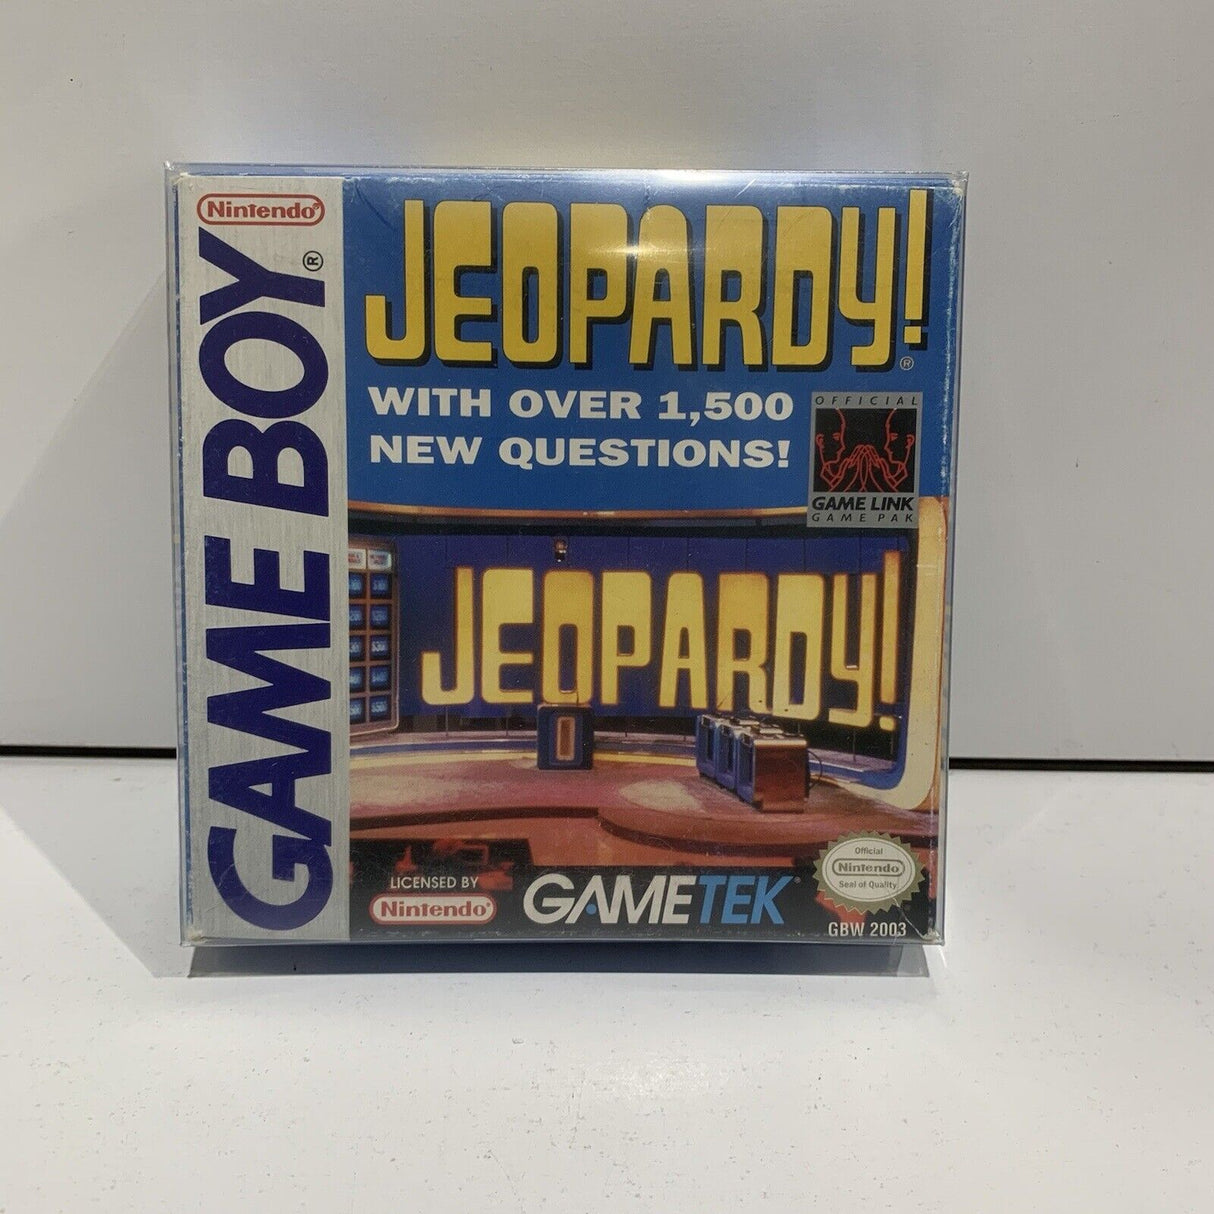 Nintendo®
GAME BOY®
JEOPARDY!®
WITH OVER 1,500
NEW QUESTIONS!
OFFICIAL
GAME LINK
GAME PAK
JEOPARDY!
LICENSED BY
Nintendo®
GAMETEK®
Official
Nintendo
Seal of Quality
GBW 2003